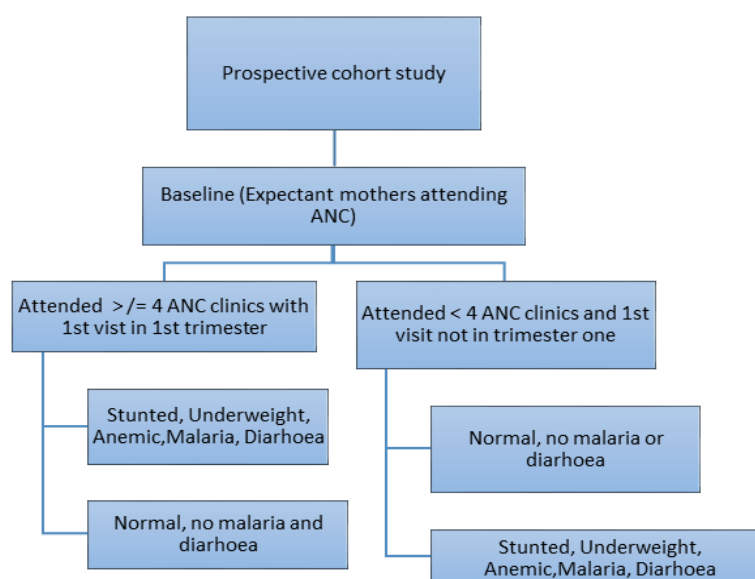 Prospective cohort study
Baseline (Expectant mothers attending
ANC)
Attended >/= 4 ANC clinics with
1st vist in 1st trimester
Attended < 4 ANC clinics and 1st
visit not in trimester one
Stunted, Underweight,
Anemic,Malaria, Diarhoea
Normal, no malaria and
diarhoea
Normal, no malaria or
diarhoea
Stunted, Underweight,
Anemic,Malaria, Diarhoea